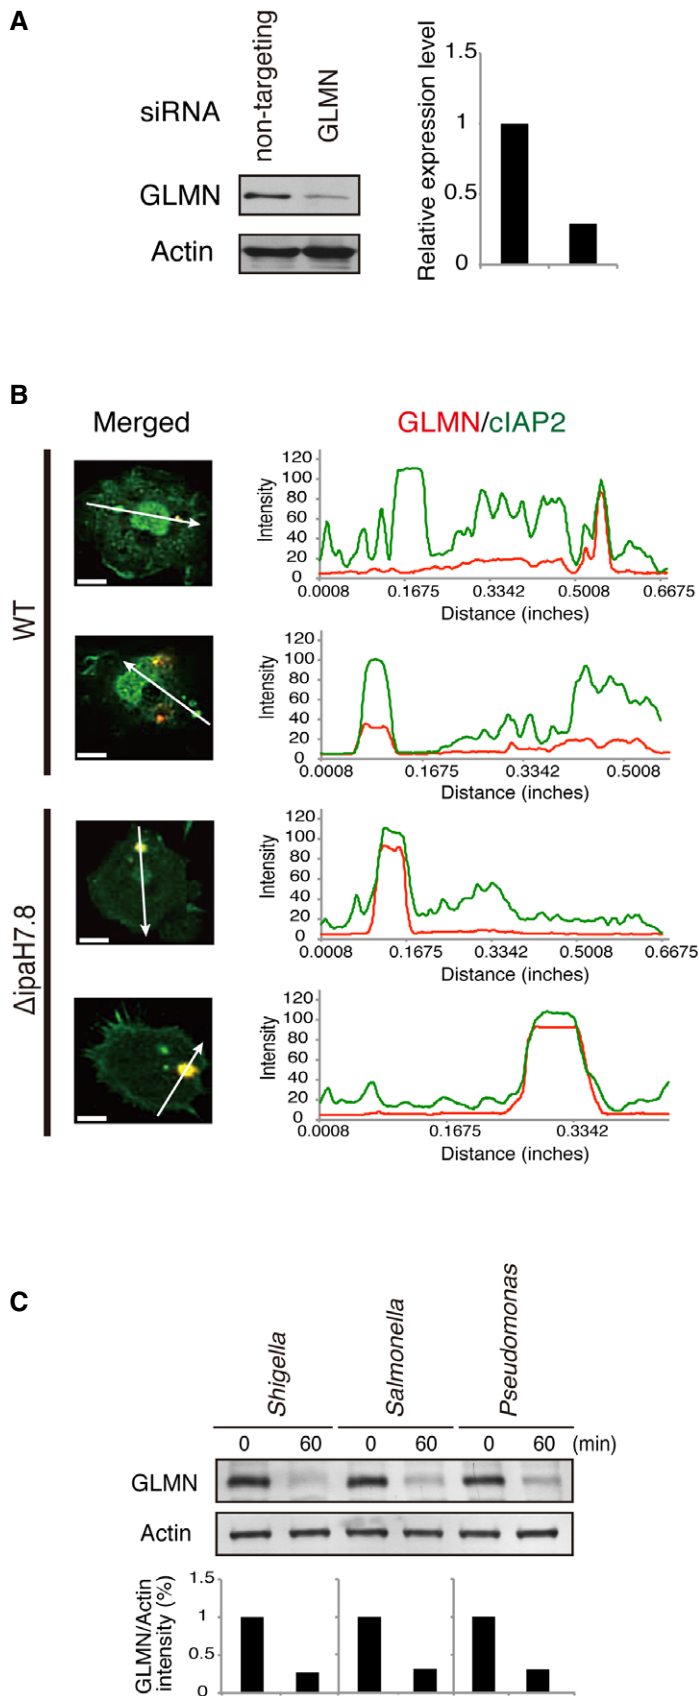 A
siRNA
non-targeting
GLMN
GLMN
Actin
Relative expression level
1.5
1
0.5
0
B
Merged
GLMN/cIAP2
WT
Intensity
120
100
80
60
40
20
0
0.0008 0.1675 0.3342 0.5008 0.6675
Distance (inches)
Intensity
120
100
80
60
40
20
0
0.0008 0.1675 0.3342 0.5008
Distance (inches)
ΔipaH7.8
Intensity
120
100
80
60
40
20
0
0.0008 0.1675 0.3342 0.5008 0.6675
Distance (inches)
Intensity
120
100
80
60
40
20
0
0.0008 0.1675 0.3342
Distance (inches)
C
Shigella
Salmonella
Pseudomonas
0 60 0 60 0 60 (min)
GLMN
Actin
GLMN/Actin
intensity (%)
1.5
1
0.5
0